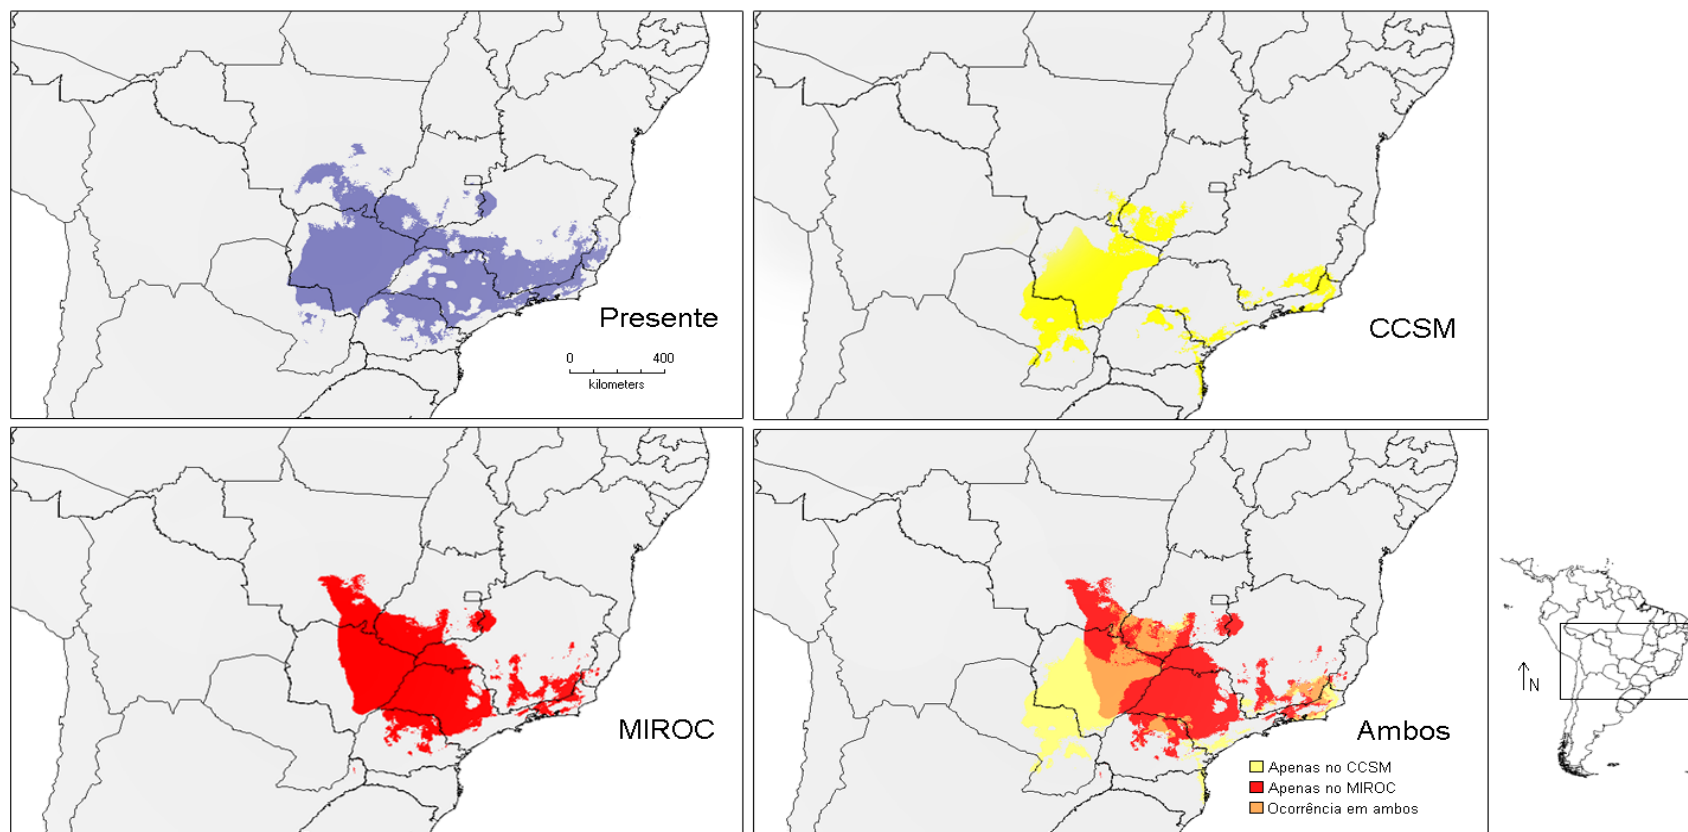 Presente
0 400
kilometers
CCSM
MIROC
Ambos
Apenas no CCSM
Apenas no MIROC
Ocorrência em ambos
N